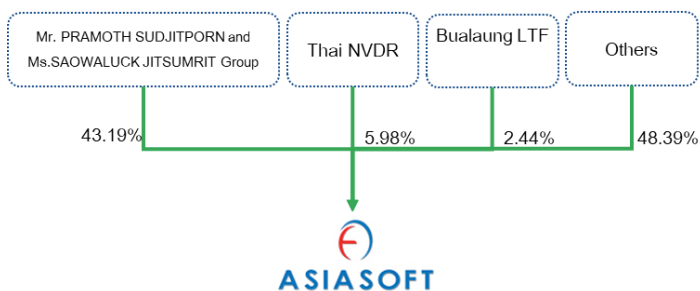 Mr. PRAMOTH SUDJITPORN and
Ms.SAOWALUCK JITSUMRIT Group
Thai NVDR
Bualaung LTF
Others
43.19%
5.98%
2.44%
48.39%
ASIASOFT